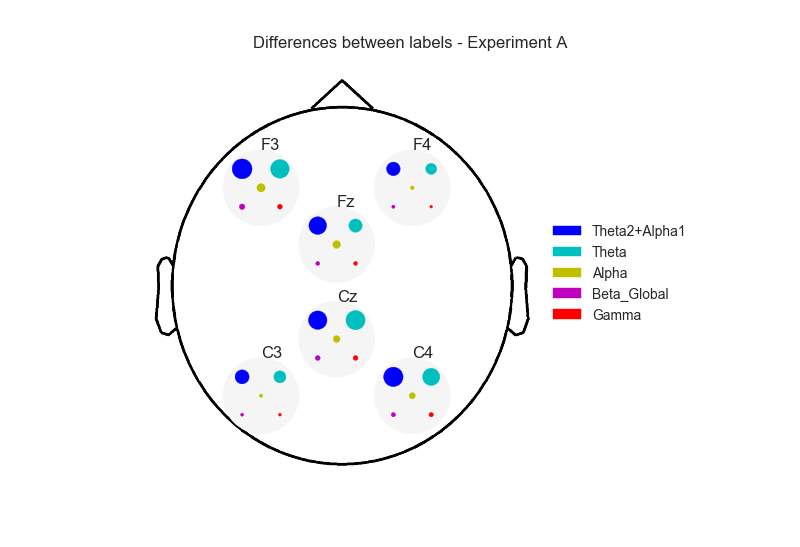 Differences between labels - Experiment A
F3
F4
Fz
Cz
C3
C4
Theta2+Alpha1
Theta
Alpha
Beta_Global
Gamma